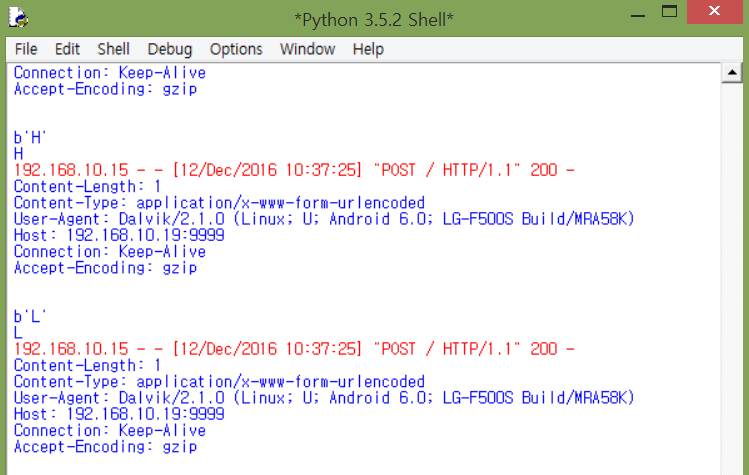 *Python 3.5.2 Shell*
File Edit Shell Debug Options Window Help
Connection: Keep-Alive
Accept-Encoding: gzip
b'H'
H
192.168.10.15 - - [12/Dec/2016 10:37:25] "POST / HTTP/1.1" 200 -
Content-Length: 1
Content-Type: application/x-www-form-urlencoded
User-Agent: Dalvik/2.1.0 (Linux; U; Android 6.0; LG-F500S Build/MRA58K)
Host: 192.168.10.19:9999
Connection: Keep-Alive
Accept-Encoding: gzip
b'L'
L
192.168.10.15 - - [12/Dec/2016 10:37:25] "POST / HTTP/1.1" 200 -
Content-Length: 1
Content-Type: application/x-www-form-urlencoded
User-Agent: Dalvik/2.1.0 (Linux; U; Android 6.0; LG-F500S Build/MRA58K)
Host: 192.168.10.19:9999
Connection: Keep-Alive
Accept-Encoding: gzip